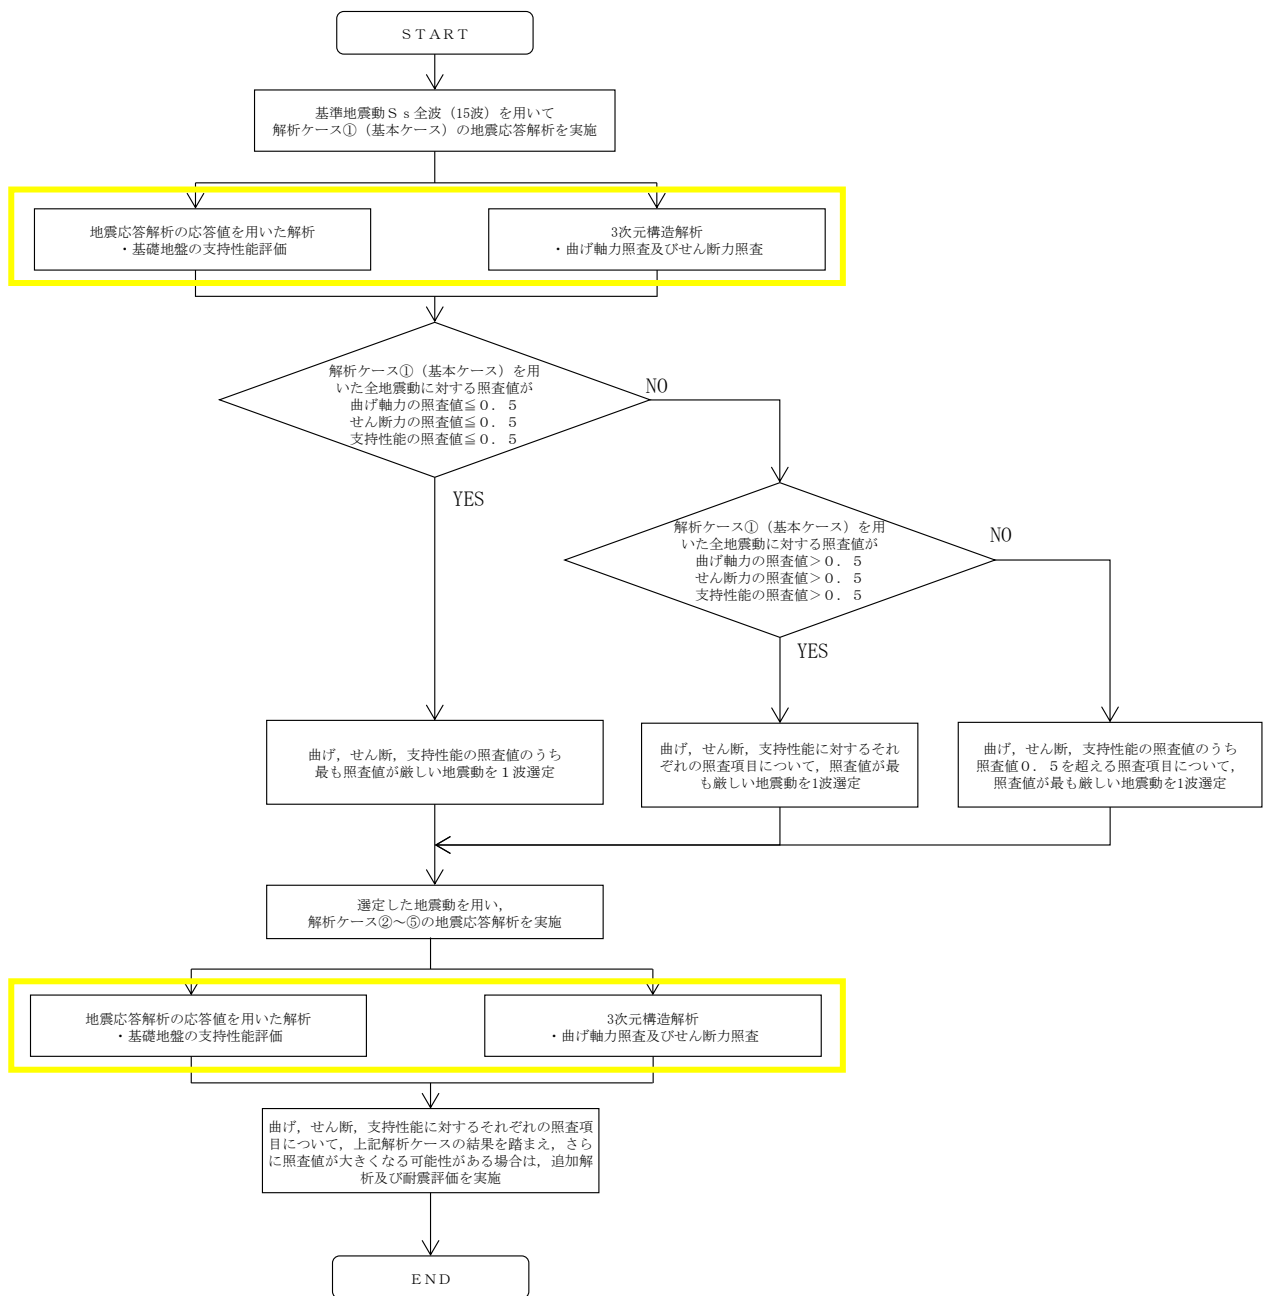 ＳＴＡＲＴ
基準地震動Ｓｓ全波（15波）を用いて
解析ケース①（基本ケース）の地震応答解析を実施
地震応答解析の応答値を用いた解析
・基礎地盤の支持性能評価
3次元構造解析
・曲げ軸力照査及びせん断力照査
解析ケース①（基本ケース）を用
いた全地震動に対する照査値が
曲げ軸力の照査値≦０．５
せん断力の照査値≦０．５
支持性能の照査値≦０．５
NO
YES
解析ケース①（基本ケース）を用
いた全地震動に対する照査値が
曲げ軸力の照査値＞０．５
せん断力の照査値＞０．５
支持性能の照査値＞０．５
NO
YES
曲げ，せん断，支持性能の照査値のうち
最も照査値が厳しい地震動を１波選定
曲げ，せん断，支持性能に対するそれ
ぞれの照査項目について，照査値が最
も厳しい地震動を1波選定
曲げ，せん断，支持性能の照査値のうち
照査値０．５を超える照査項目について，
照査値が最も厳しい地震動を1波選定
選定した地震動を用い，
解析ケース②～⑤の地震応答解析を実施
地震応答解析の応答値を用いた解析
・基礎地盤の支持性能評価
3次元構造解析
・曲げ軸力照査及びせん断力照査
曲げ，せん断，支持性能に対するそれぞれの照査項
目について，上記解析ケースの結果を踏まえ，さら
に照査値が大きくなる可能性がある場合は，追加解
析及び耐震評価を実施
ＥＮＤ